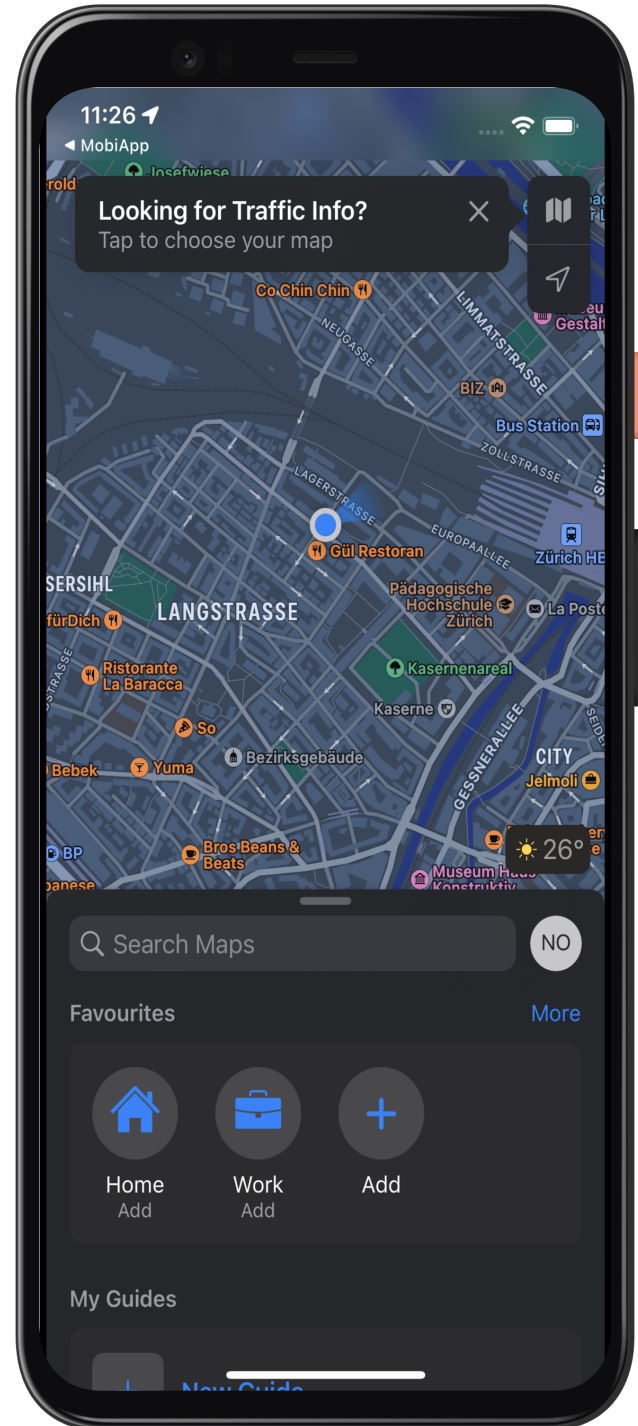 11:26
MobiApp
Josefwiese
Looking for Traffic Info?
Tap to choose your map
Co Chin Chin
NEUGASSE
LIMMATSTRASSE
Gestalt
BIZ
Bus Station
ZOLLSTRASSE
LAGERSTRASSE
EUROPAALLEE
Gül Restoran
Zürich HB
SERSIHL
LANGSTRASSE
Pädagogische
Hochschule
Zürich
La Poste
fürDich
Ristorante
La Baracca
Kasernenareal
Kaserne
So
Bezirksgebäude
GESSNERALLEE
CITY
Jelmoli
Bebek
Yuma
BP
Bros Beans &
Beats
26°
Museum Haus
Konstruktiv
Search Maps
NO
Favourites
More
Home
Work
Add
Add
Add
My Guides
New Guide